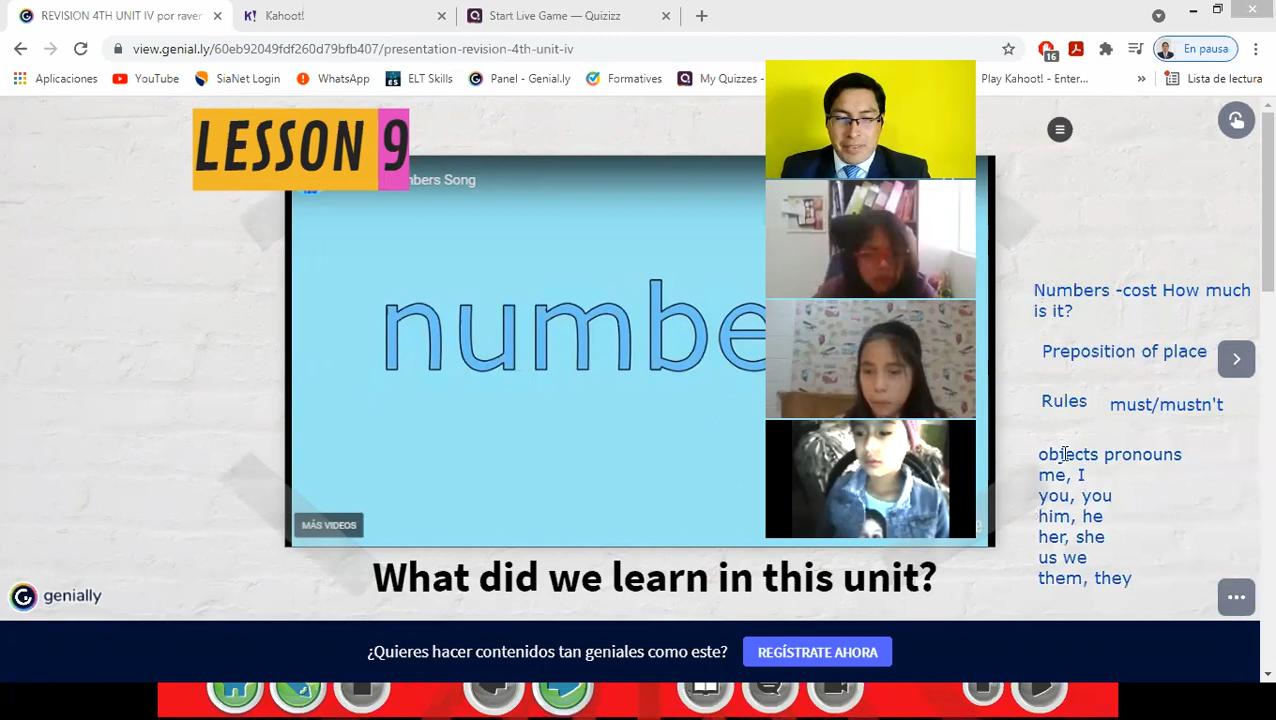 REVISION 4TH UNIT IV por raver
Kahoot!
Start Live Game — Quizizz
view.genial.ly/60eb92049fdf260d79bfb407/presentation-revision-4th-unit-iv
16
En pausa
Aplicaciones
YouTube
SiaNet Login
WhatsApp
ELT Skills
Panel - Genial.ly
Formatives
My Quizzes -
Play Kahoot! - Enter...
Lista de lectura
LESSON 9
mbers Song
numbe
MÁS VIDEOS
Numbers -cost How much
is it?
Preposition of place
Rules
must/mustn't
objects pronouns
me, I
you, you
him, he
her, she
us we
them, they
What did we learn in this unit?
genially
¿Quieres hacer contenidos tan geniales como este?
REGÍSTRATE AHORA